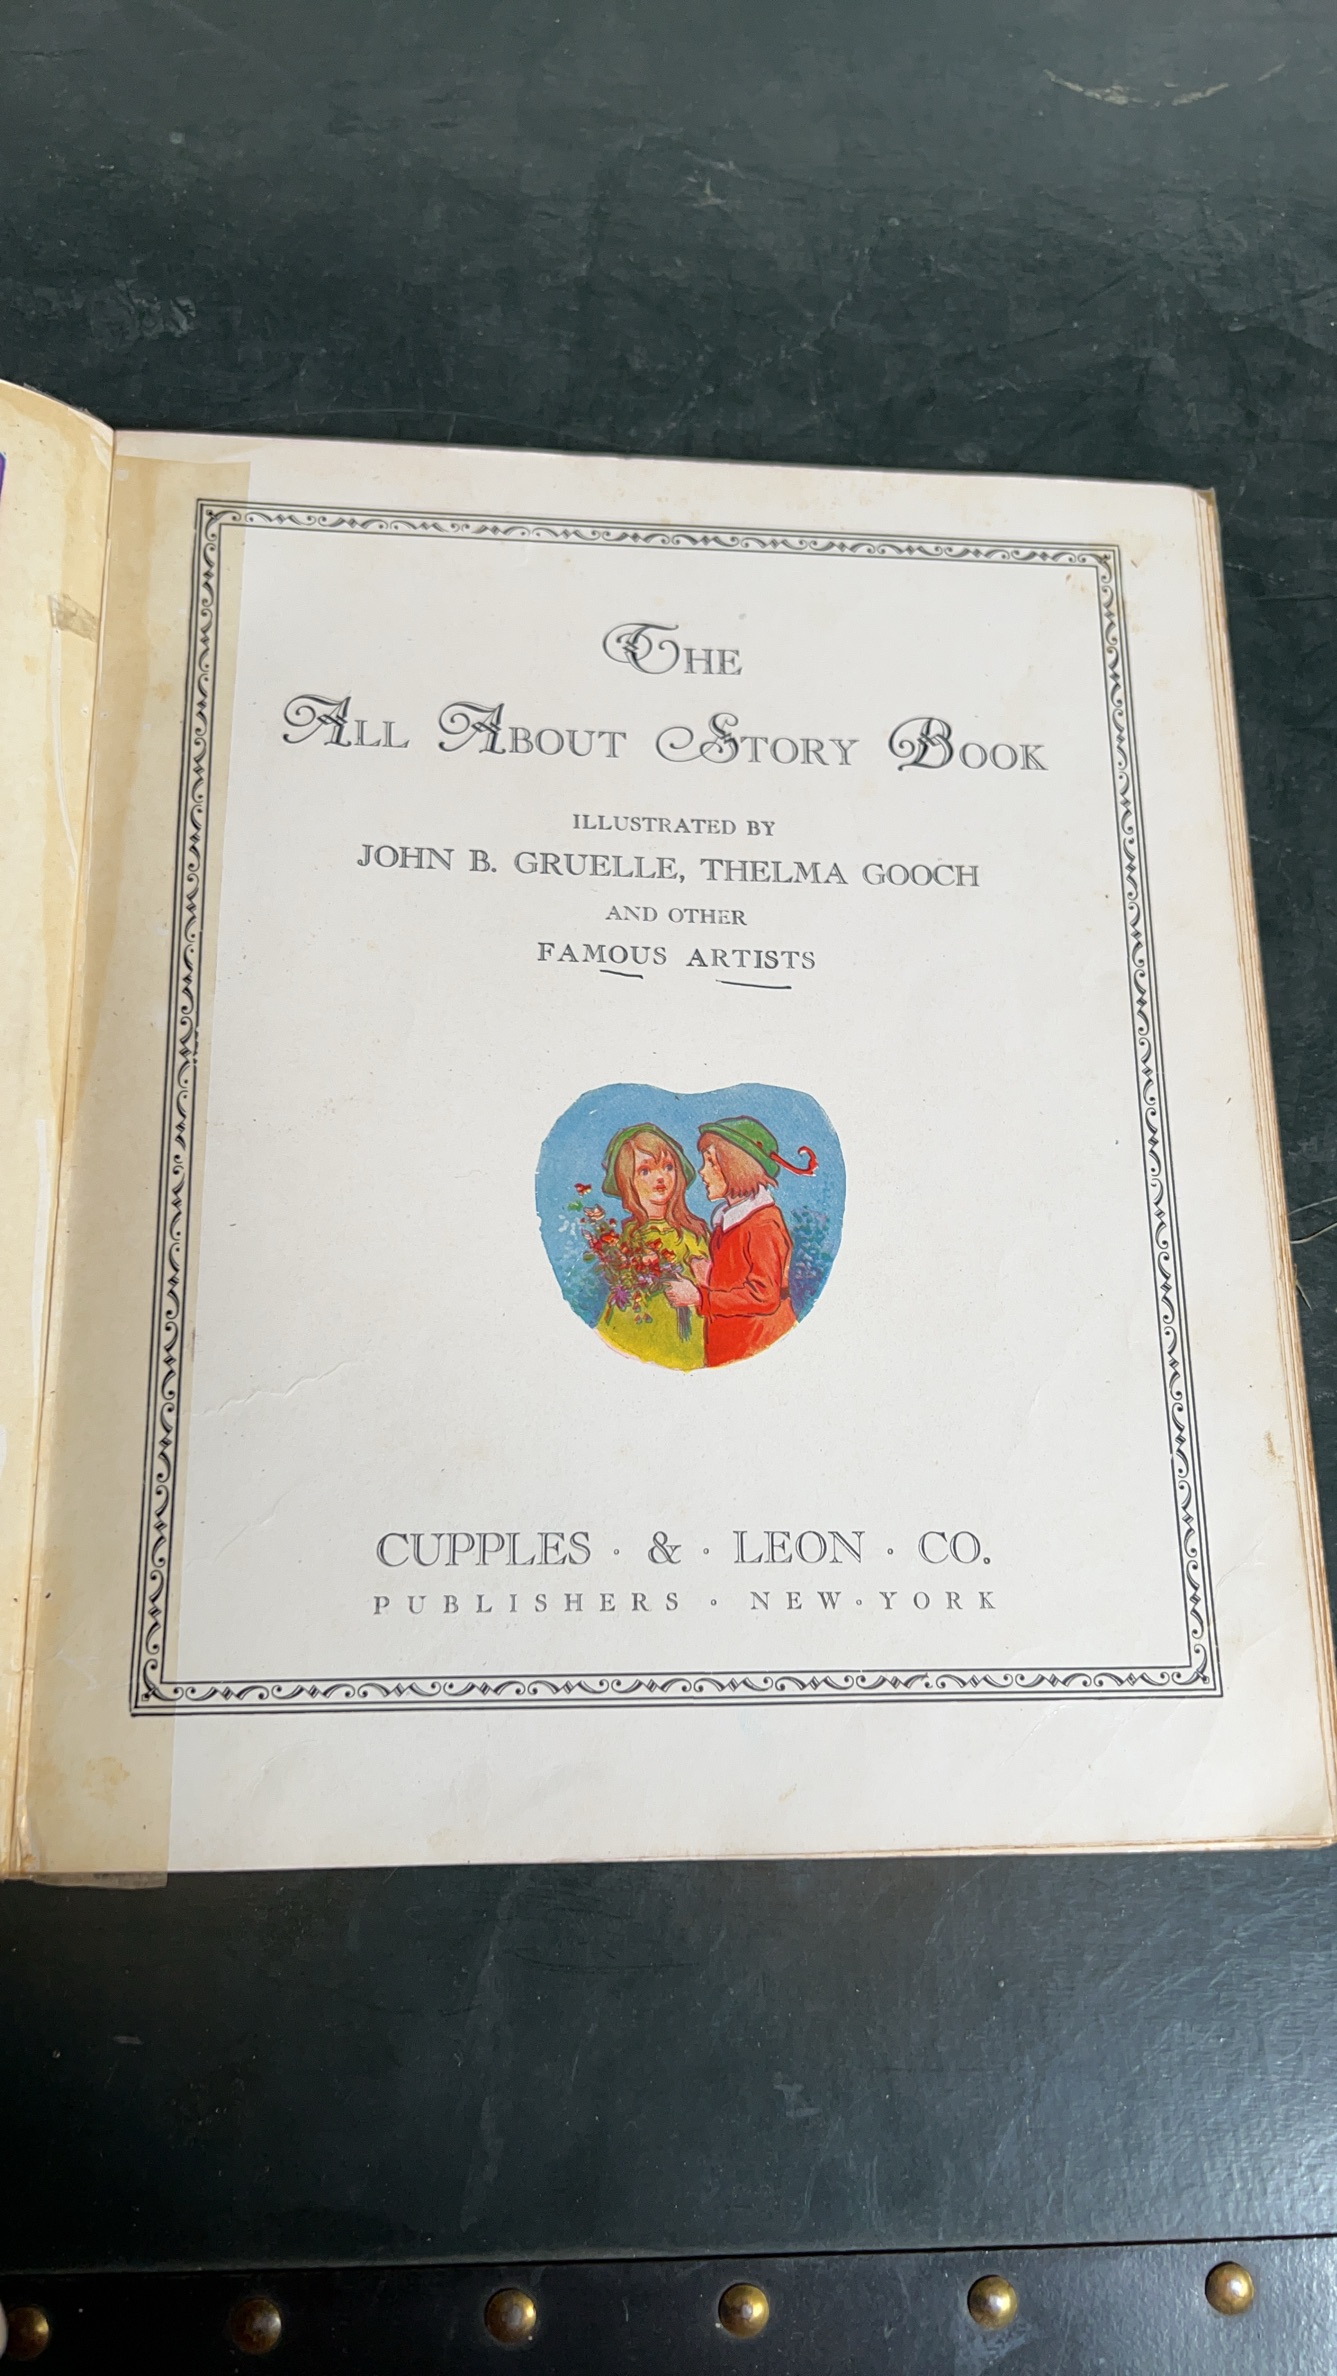 THE
ALL ABOUT STORY BOOK
ILLUSTRATED BY
JOHN B. GRUELLE, THELMA GOOCH
AND OTHER
FAMOUS ARTISTS
CUPPLES · & · LEON · CO.
PUBLISHERS · NEW · YORK